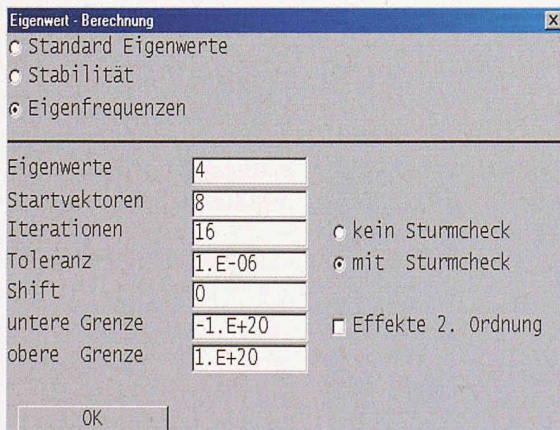 Eigenwert - Berechnung
Standard Eigenwerte
Stabilität
Eigenfrequenzen
Eigenwerte 4
Startvektoren 8
Iterationen 16 kein Sturmcheck
Toleranz 1.E-06 mit Sturmcheck
Shift 0
untere Grenze -1.E+20 Effekte 2. Ordnung
obere Grenze 1.E+20
OK